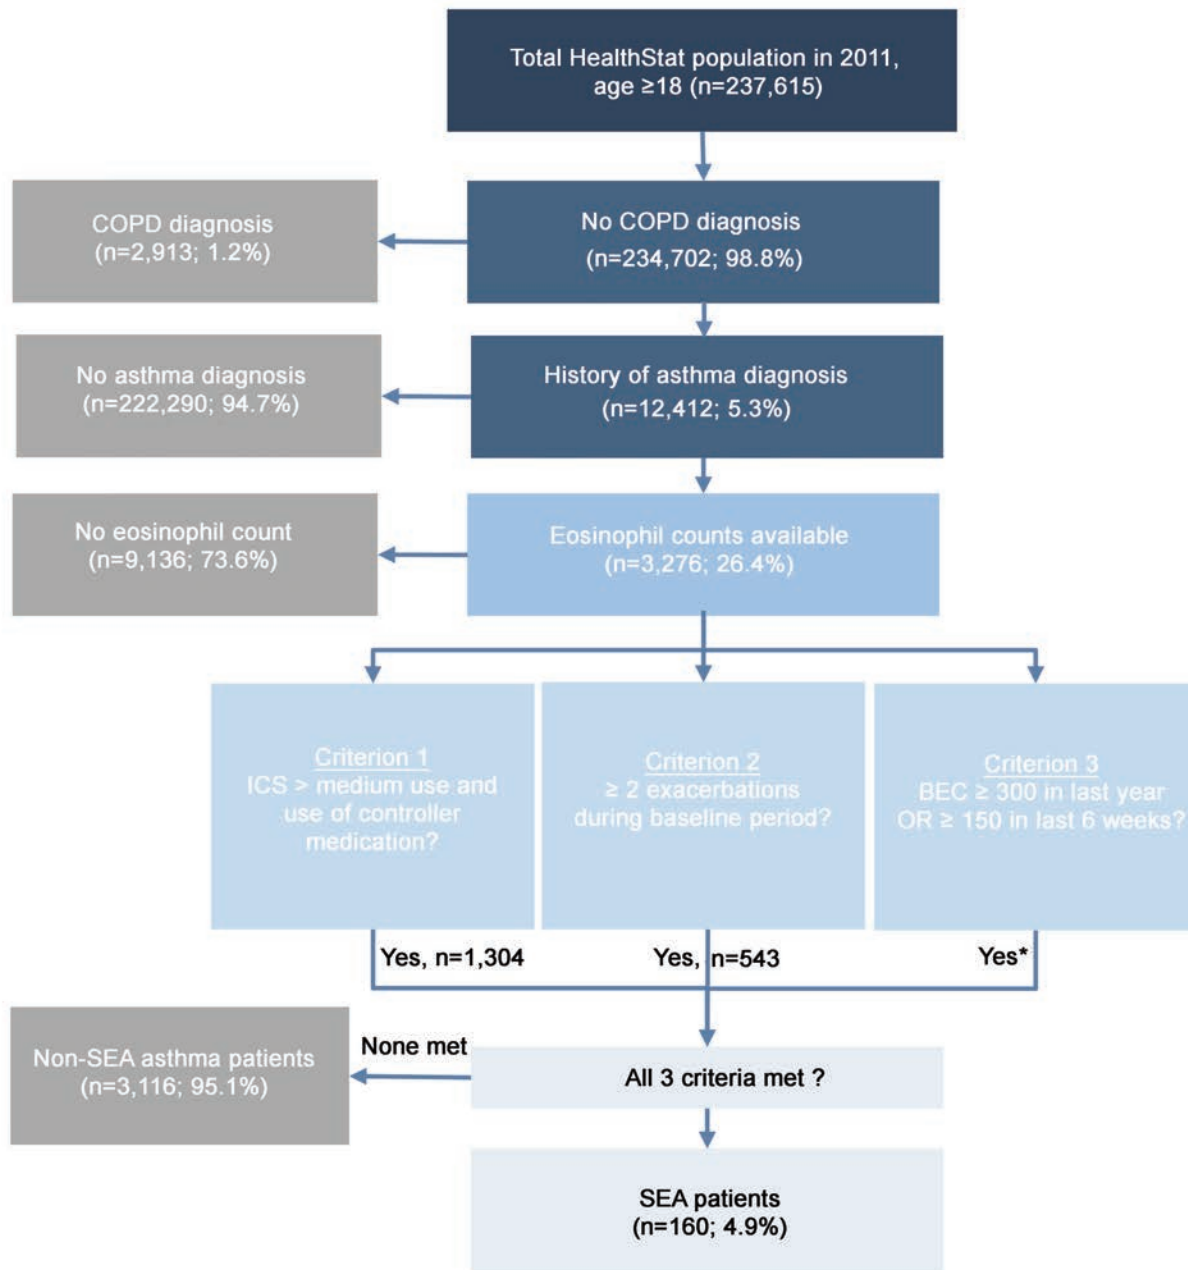 Total HealthStat population in 2011,
age ≥18 (n=237,615)
COPD diagnosis
(n=2,913; 1.2%)
No COPD diagnosis
(n=234,702; 98.8%)
No asthma diagnosis
(n=222,290; 94.7%)
History of asthma diagnosis
(n=12,412; 5.3%)
No eosinophil count
(n=9,136; 73.6%)
Eosinophil counts available
(n=3,276; 26.4%)
Criterion 1
ICS > medium use and
use of controller
medication?
Criterion 2
≥ 2 exacerbations
during baseline period?
Criterion 3
BEC ≥ 300 in last year
OR ≥ 150 in last 6 weeks?
Yes, n=1,304
Yes, n=543
Yes*
Non-SEA asthma patients
(n=3,116; 95.1%)
None met
All 3 criteria met ?
SEA patients
(n=160; 4.9%)